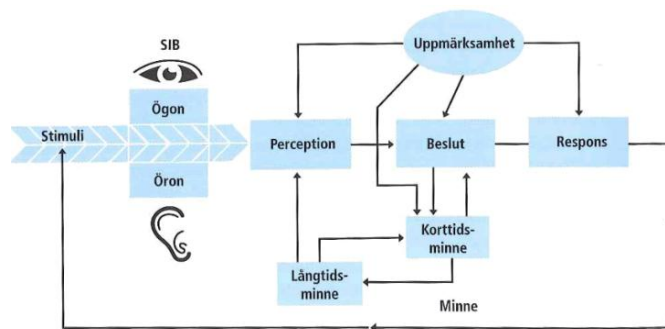 SIB
Uppmärksamhet
Ögon
Stimuli
Perception
Beslut
Respons
Öron
Korttids-
minne
Långtids-
minne
Minne